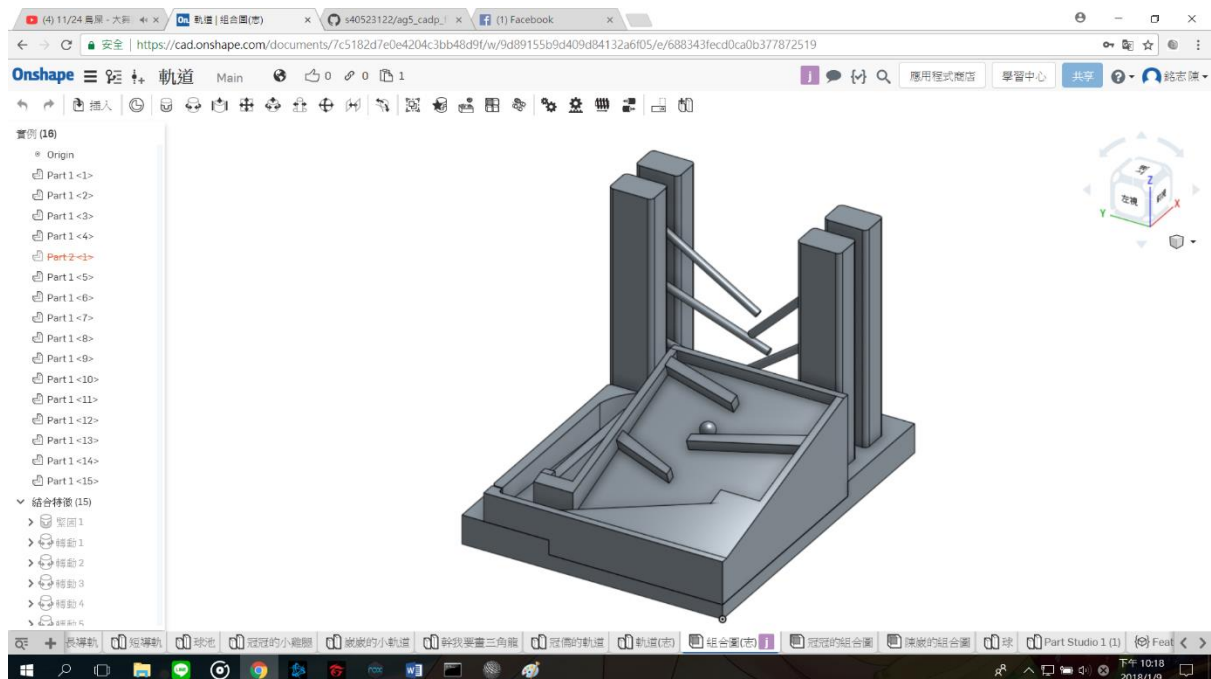 (4) 11/24 × 軌道 | 組合圖(志) × s40523122/ag5_cadp_ × (1) Facebook ×
安全 | https://cad.onshape.com/documents/7c5182d7e0e4204c3bb48d9f/w/9d89155b9d409d84132a6f05/e/688343fecd0ca0b377872519
Onshape 軌道 Main 0 0 1 j 應用程式商店 學習中心 共享 銘志陳
插入
實例 (16)
Origin
Part 1 <1>
Part 1 <2>
Part 1 <3>
Part 1 <4>
Part 2 <1>
Part 1 <5>
Part 1 <6>
Part 1 <7>
Part 1 <8>
Part 1 <9>
Part 1 <10>
Part 1 <11>
Part 1 <12>
Part 1 <13>
Part 1 <14>
Part 1 <15>
結合特徵 (15)
緊固 1
轉動 1
轉動 2
轉動 3
轉動 4
轉動 5
左視
Z
X
Y
長導軌 短導軌 球池 冠冠的小雞腿 崴崴的小軌道 幹我要畫三角龍 冠儒的軌道 軌道(志) 組合圖(志) j 冠冠的組合圖 陳崴的組合圖 球 Part Studio 1 (1) Feat
下午 10:18
2018/1/9